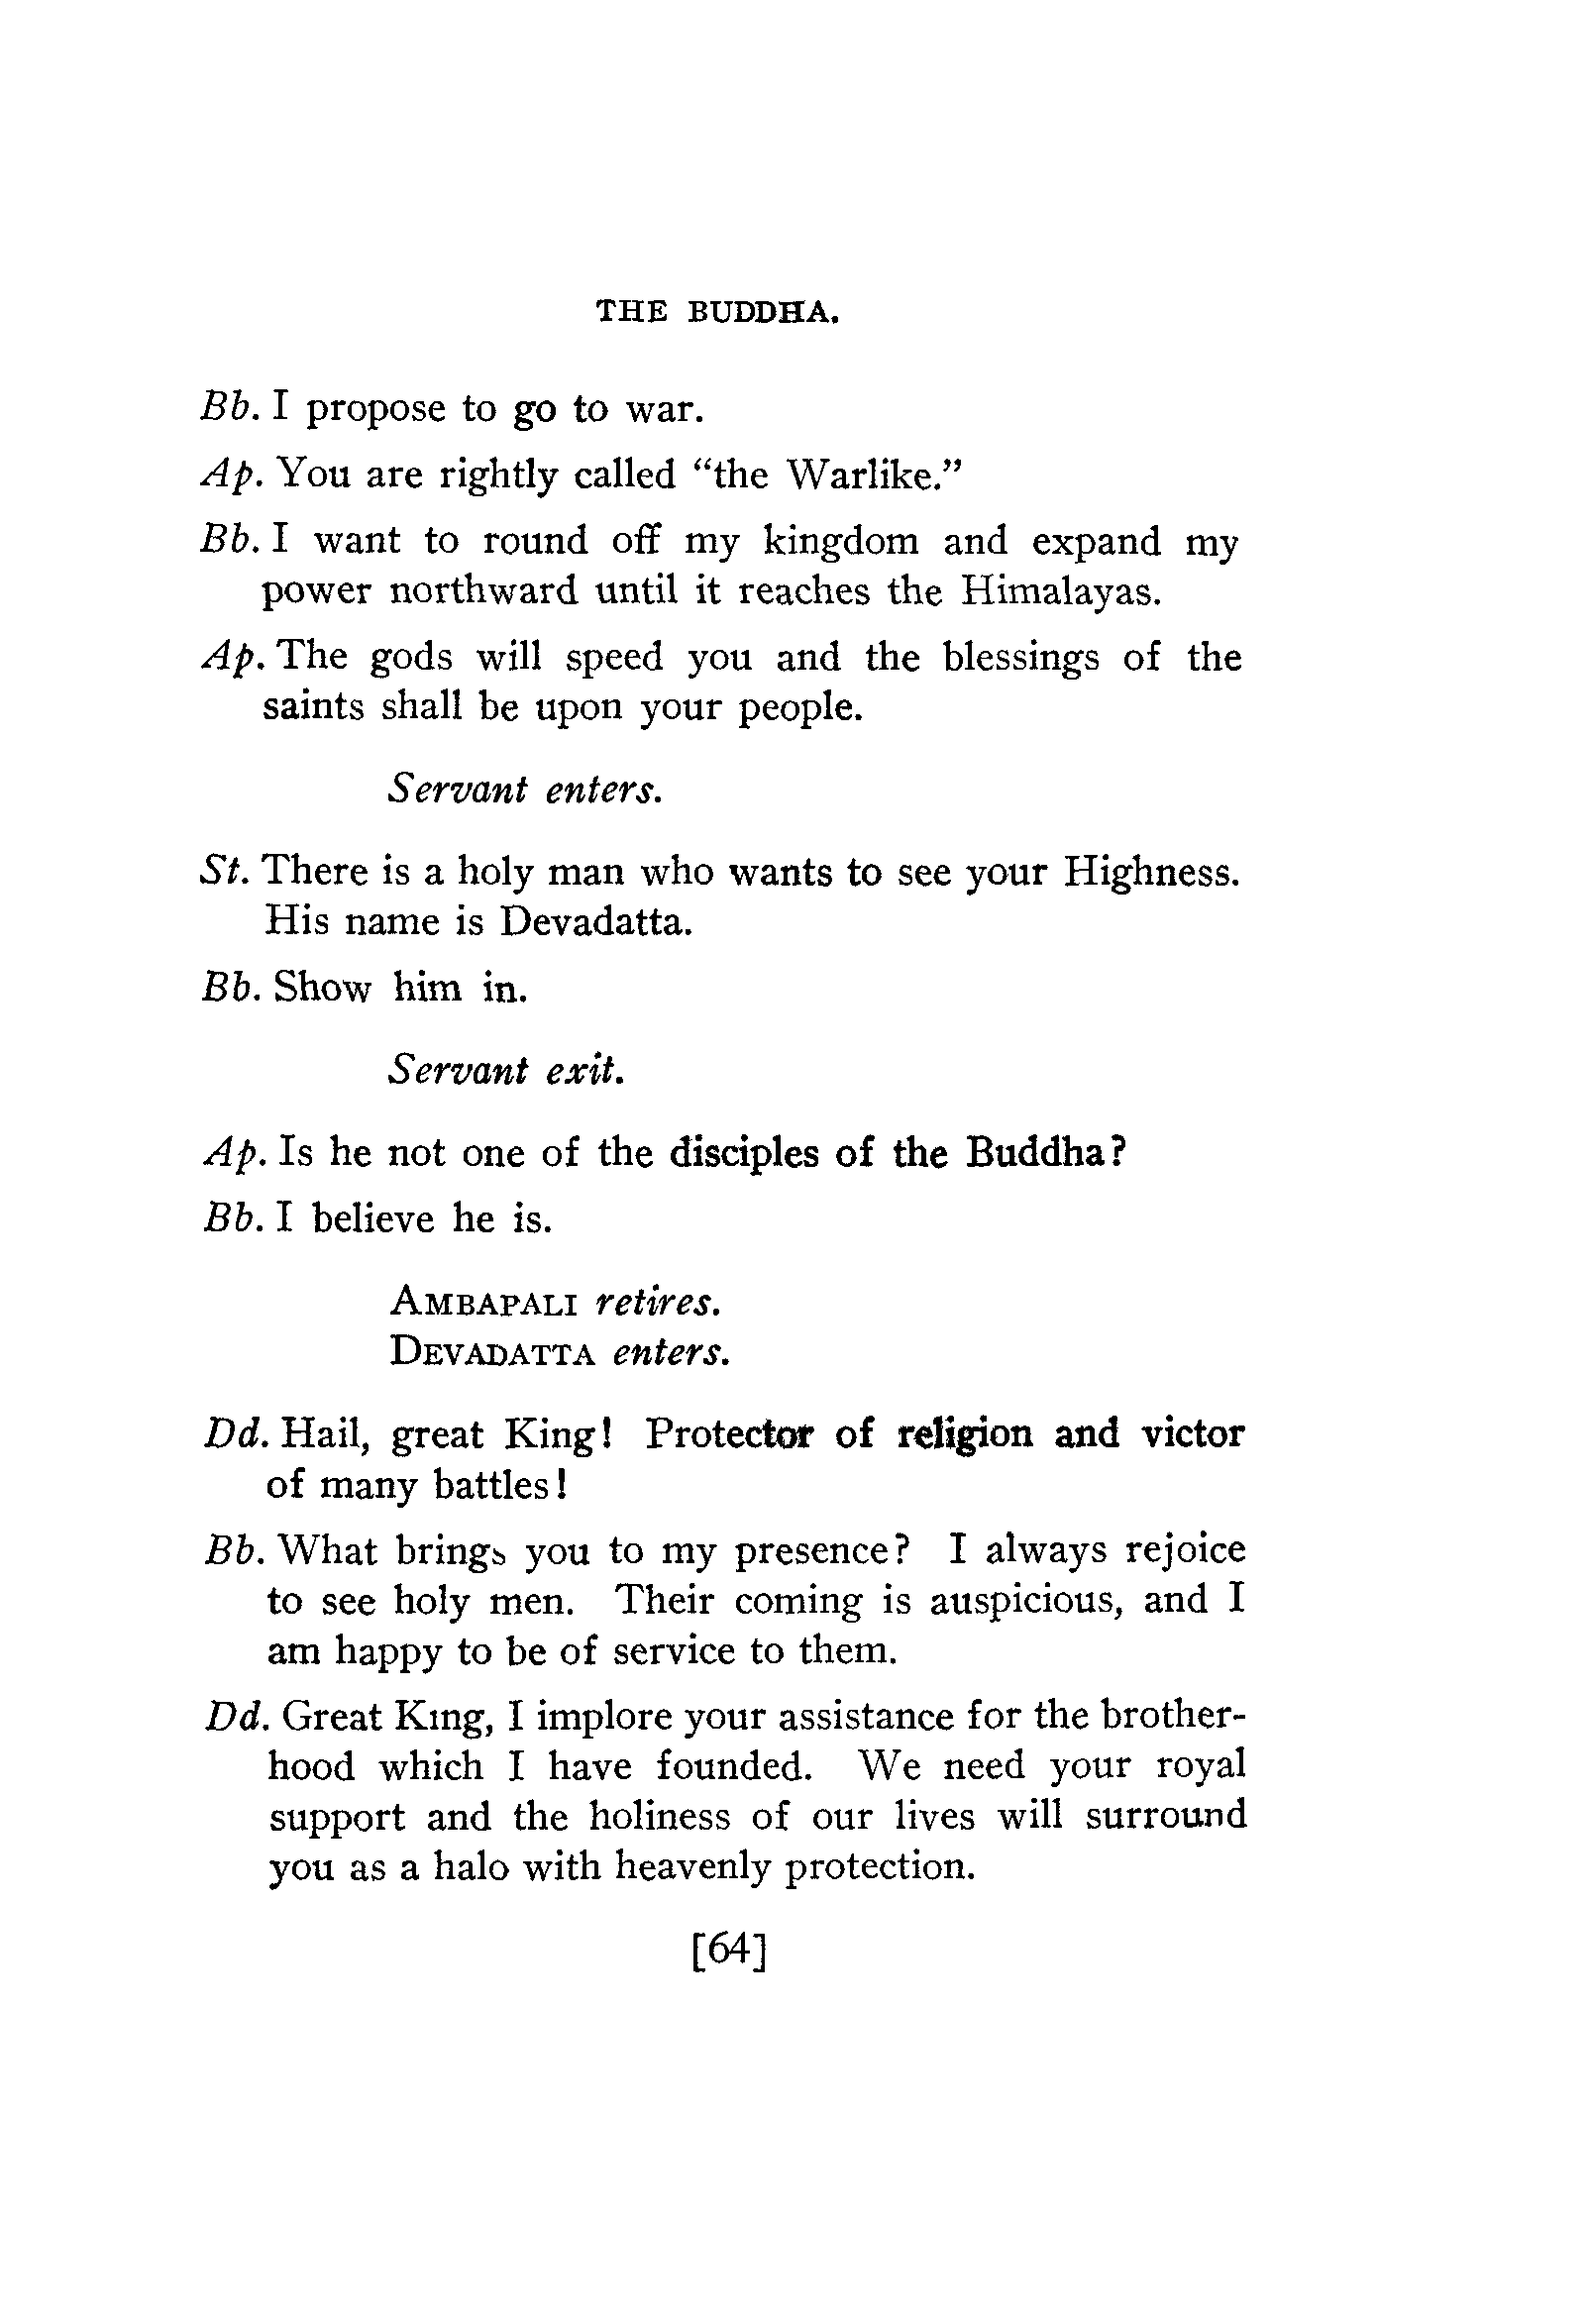 THE BUDDHA.
Bb. I propose to go to war.
Ap. You are rightly called “the Warlike.”
Bb. I want to round off my kingdom and expand my
power northward until it reaches the Himalayas.
Ap. The gods will speed you and the blessings of the
saints shall be upon your people.
Servant enters.
St. There is a holy man who wants to see your Highness.
His name is Devadatta.
Bb. Show him in.
Servant exit.
Ap. Is he not one of the disciples of the Buddha?
Bb. I believe he is.
AMBAPALI retires.
DEVADATTA enters.
Dd. Hail, great King! Protector of religion and victor
of many battles!
Bb. What brings you to my presence? I always rejoice
to see holy men. Their coming is auspicious, and I
am happy to be of service to them.
Dd. Great King, I implore your assistance for the brother-
hood which I have founded. We need your royal
support and the holiness of our lives will surround
you as a halo with heavenly protection.
[64]